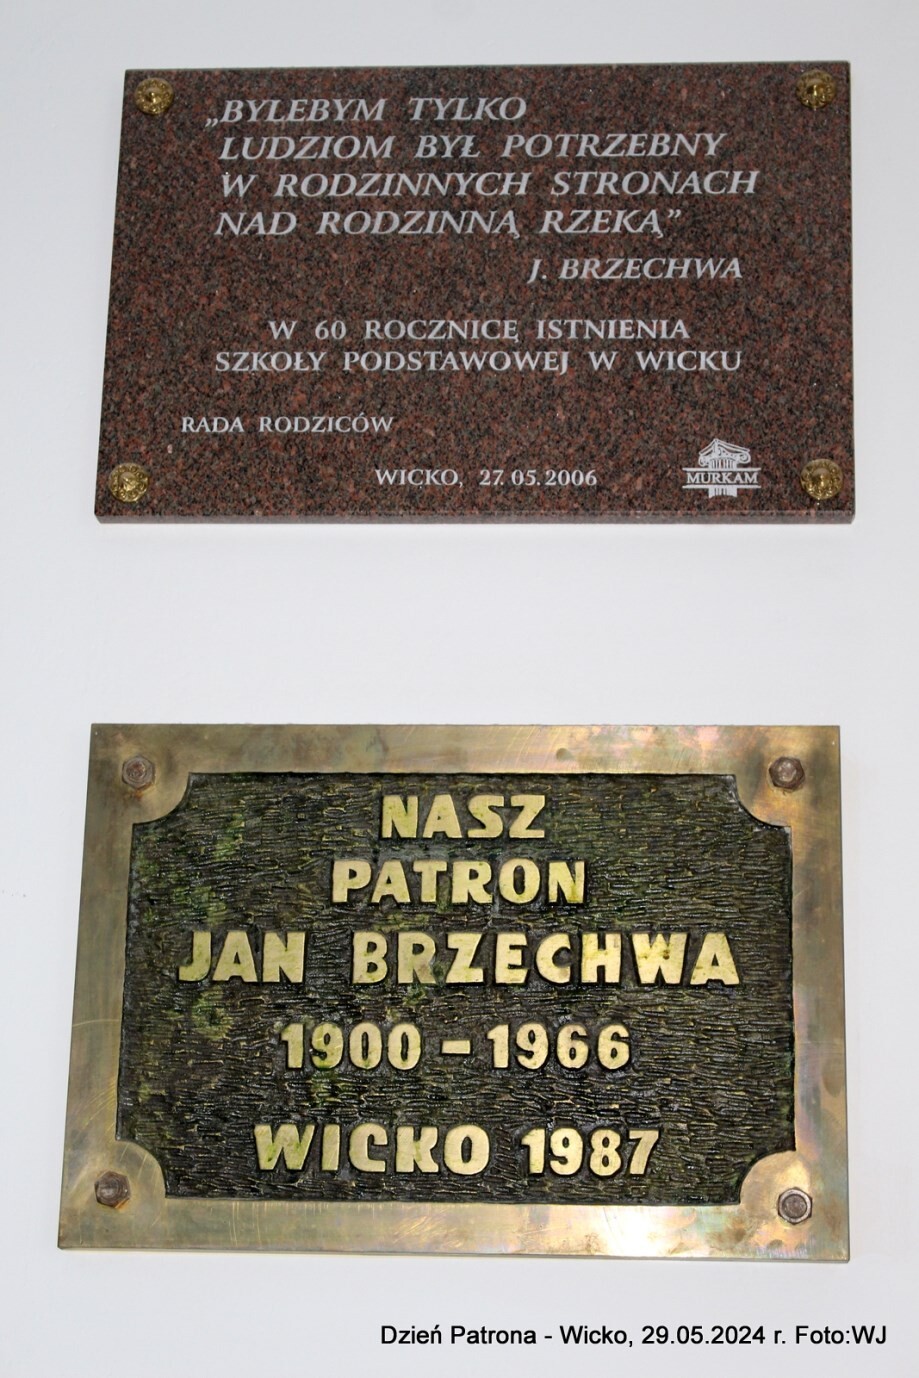 „BYLEBYM TYLKO
LUDZIOM BYŁ POTRZEBNY
W RODZINNYCH STRONACH
NAD RODZINNĄ RZEKĄ”
J. BRZECHWA
W 60 ROCZNICĘ ISTNIENIA
SZKOŁY PODSTAWOWEJ W WICKU
RADA RODZICÓW
WICKO, 27.05.2006
MURKAM
NASZ
PATRON
JAN BRZECHWA
1900 – 1966
WICKO 1987
Dzień Patrona - Wicko, 29.05.2024 r. Foto:WJ